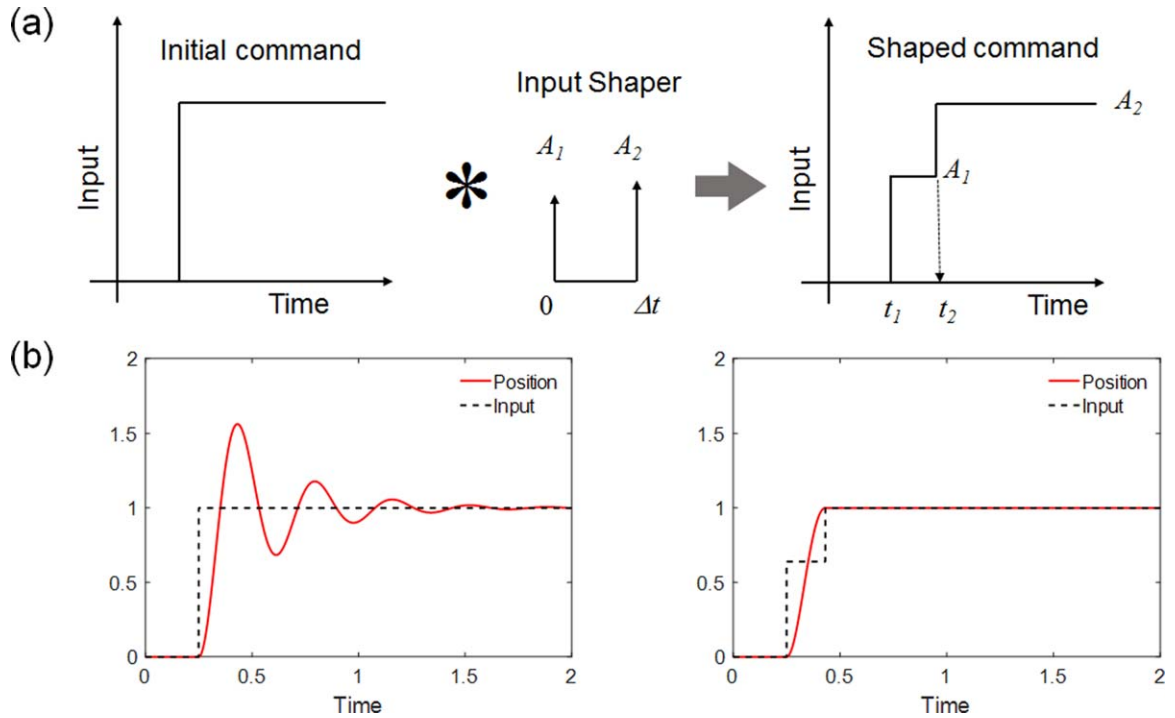 (a)
Initial command
Input
Time
*
Input Shaper
A1
A2
0
Δt
Shaped command
Input
A2
A1
t1
t2
Time
(b)
2
1.5
1
0.5
0
0
0.5
1
1.5
2
Time
Position
Input
2
1.5
1
0.5
0
0
0.5
1
1.5
2
Time
Position
Input